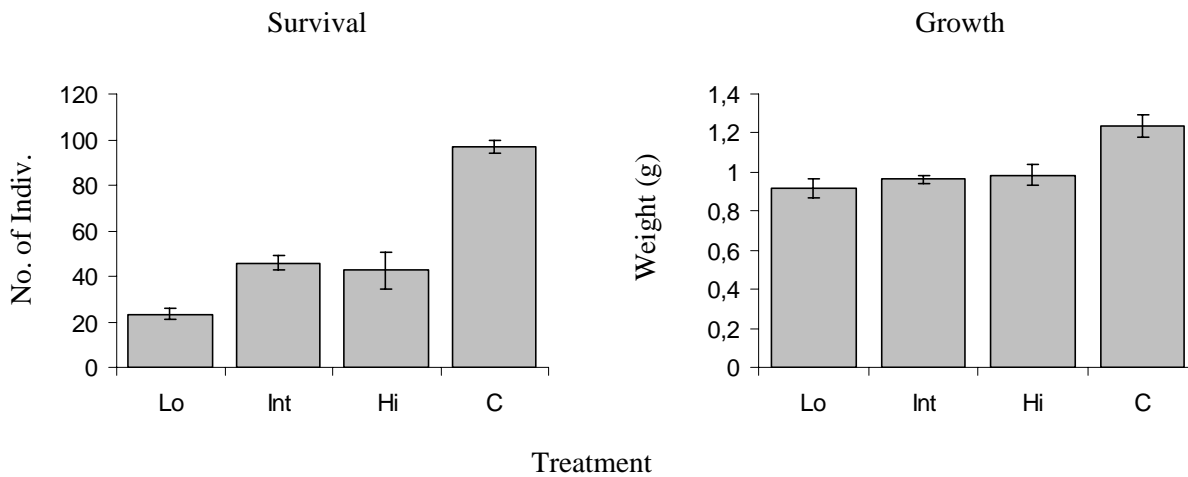 Survival
No. of Indiv.
120
100
80
60
40
20
0
Lo Int Hi C
Growth
Weight (g)
1,4
1,2
1
0,8
0,6
0,4
0,2
0
Lo Int Hi C
Treatment